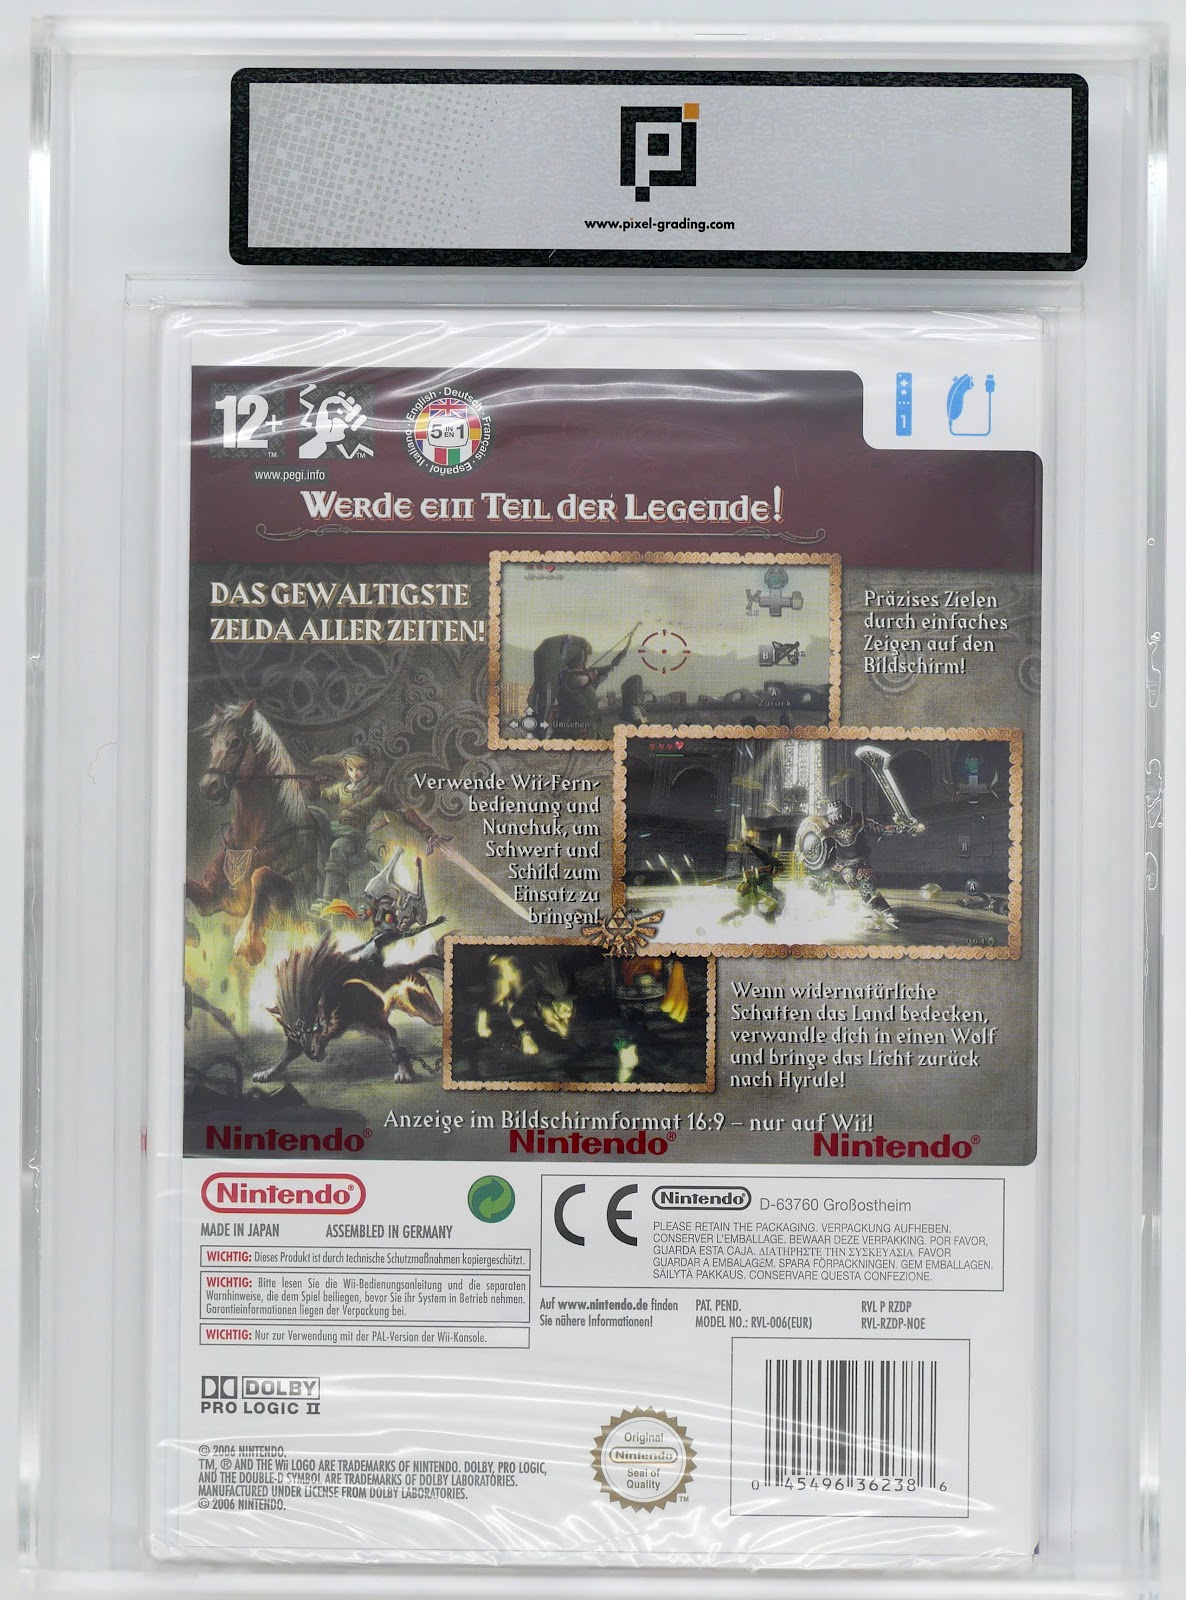 www.pixel-grading.com
12+
www.pegi.info
English · Deutsch · Français · Español · Italiano
5 IN EN 1
1
Werde ein Teil der Legende!
DAS GEWALTIGSTE
ZELDA ALLER ZEITEN!
Präzises Zielen
durch einfaches
Zeigen auf den
Bildschirm!
B
A
Zurück
Umsehen
Verwende Wii-Fern-
bedienung und
Nunchuk, um
Schwert und
Schild zum
Einsatz zu
bringen!
B
A
Wenn widernatürliche
Schatten das Land bedecken,
verwandle dich in einen Wolf
und bringe das Licht zurück
nach Hyrule!
Anzeige im Bildschirmformat 16:9 – nur auf Wii!
Nintendo® Nintendo® Nintendo®
Nintendo®
MADE IN JAPAN ASSEMBLED IN GERMANY
WICHTIG: Dieses Produkt ist durch technische Schutzmaßnahmen kopiergeschützt.
WICHTIG: Bitte lesen Sie die Wii-Bedienungsanleitung und die separaten
Warnhinweise, die dem Spiel beiliegen, bevor Sie ihr System in Betrieb nehmen.
Garantieinformationen liegen der Verpackung bei.
WICHTIG: Nur zur Verwendung mit der PAL-Version der Wii-Konsole.
CE Nintendo® D-63760 Großostheim
PLEASE RETAIN THE PACKAGING. VERPACKUNG AUFHEBEN.
CONSERVER L'EMBALLAGE. BEWAAR DEZE VERPAKKING. POR FAVOR,
GUARDA ESTA CAJA. ΔΙΑΤΗΡΗΣΤΕ ΤΗΝ ΣΥΣΚΕΥΑΣΙΑ. FAVOR
GUARDAR A EMBALAGEM. SPARA FÖRPACKNINGEN. GEM EMBALLAGEN.
SÄILYTÄ PAKKAUS. CONSERVARE QUESTA CONFEZIONE.
Auf www.nintendo.de finden
Sie nähere Informationen!
PAT. PEND.
MODEL NO.: RVL-006(EUR)
RVL P RZDP
RVL-RZDP-NOE
DOLBY
PRO LOGIC II
© 2006 NINTENDO.
TM, ® AND THE Wii LOGO ARE TRADEMARKS OF NINTENDO. DOLBY, PRO LOGIC,
AND THE DOUBLE-D SYMBOL ARE TRADEMARKS OF DOLBY LABORATORIES.
MANUFACTURED UNDER LICENSE FROM DOLBY LABORATORIES.
© 2006 NINTENDO.
Original
Nintendo
Seal of
Quality
TM
0 45496 36238 6